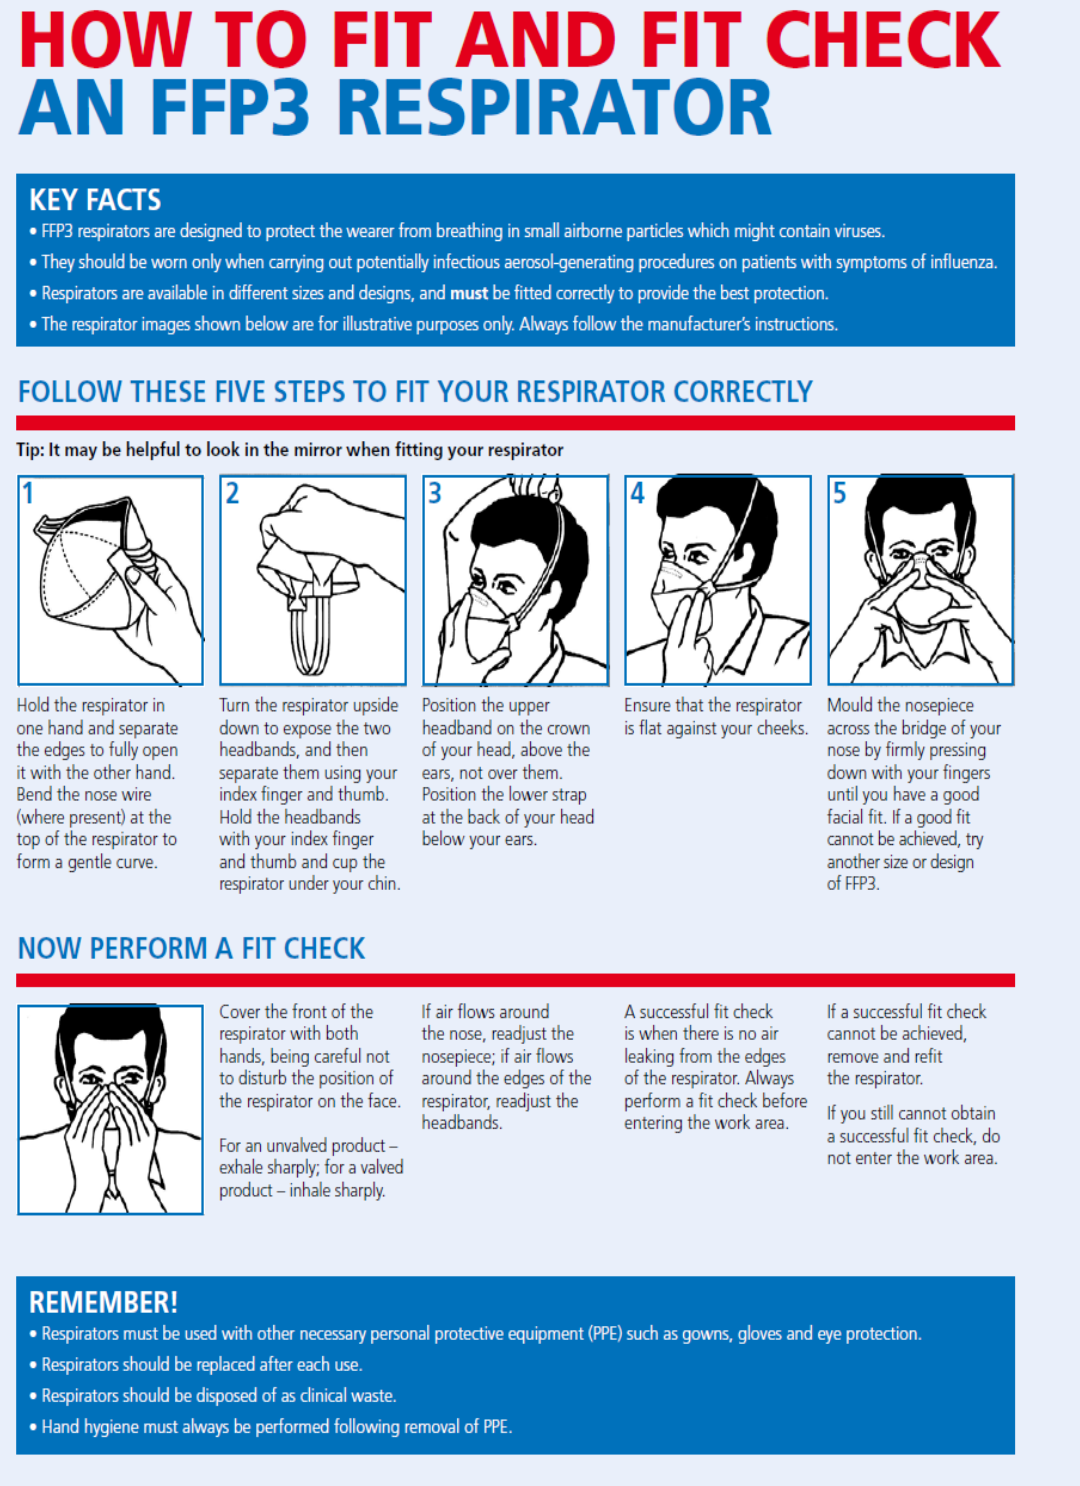 HOW TO FIT AND FIT CHECK
AN FFP3 RESPIRATOR
KEY FACTS
• FFP3 respirators are designed to protect the wearer from breathing in small airborne particles which might contain viruses.
• They should be worn only when carrying out potentially infectious aerosol-generating procedures on patients with symptoms of influenza.
• Respirators are available in different sizes and designs, and must be fitted correctly to provide the best protection.
• The respirator images shown below are for illustrative purposes only. Always follow the manufacturer's instructions.
FOLLOW THESE FIVE STEPS TO FIT YOUR RESPIRATOR CORRECTLY
Tip: It may be helpful to look in the mirror when fitting your respirator
1
Hold the respirator in
one hand and separate
the edges to fully open
it with the other hand.
Bend the nose wire
(where present) at the
top of the respirator to
form a gentle curve.
2
Turn the respirator upside
down to expose the two
headbands, and then
separate them using your
index finger and thumb.
Hold the headbands
with your index finger
and thumb and cup the
respirator under your chin.
3
Position the upper
headband on the crown
of your head, above the
ears, not over them.
Position the lower strap
at the back of your head
below your ears.
4
Ensure that the respirator
is flat against your cheeks.
5
Mould the nosepiece
across the bridge of your
nose by firmly pressing
down with your fingers
until you have a good
facial fit. If a good fit
cannot be achieved, try
another size or design
of FFP3.
NOW PERFORM A FIT CHECK
Cover the front of the
respirator with both
hands, being careful not
to disturb the position of
the respirator on the face.
For an unvalved product –
exhale sharply; for a valved
product – inhale sharply.
If air flows around
the nose, readjust the
nosepiece; if air flows
around the edges of the
respirator, readjust the
headbands.
A successful fit check
is when there is no air
leaking from the edges
of the respirator. Always
perform a fit check before
entering the work area.
If a successful fit check
cannot be achieved,
remove and refit
the respirator.
If you still cannot obtain
a successful fit check, do
not enter the work area.
REMEMBER!
• Respirators must be used with other necessary personal protective equipment (PPE) such as gowns, gloves and eye protection.
• Respirators should be replaced after each use.
• Respirators should be disposed of as clinical waste.
• Hand hygiene must always be performed following removal of PPE.